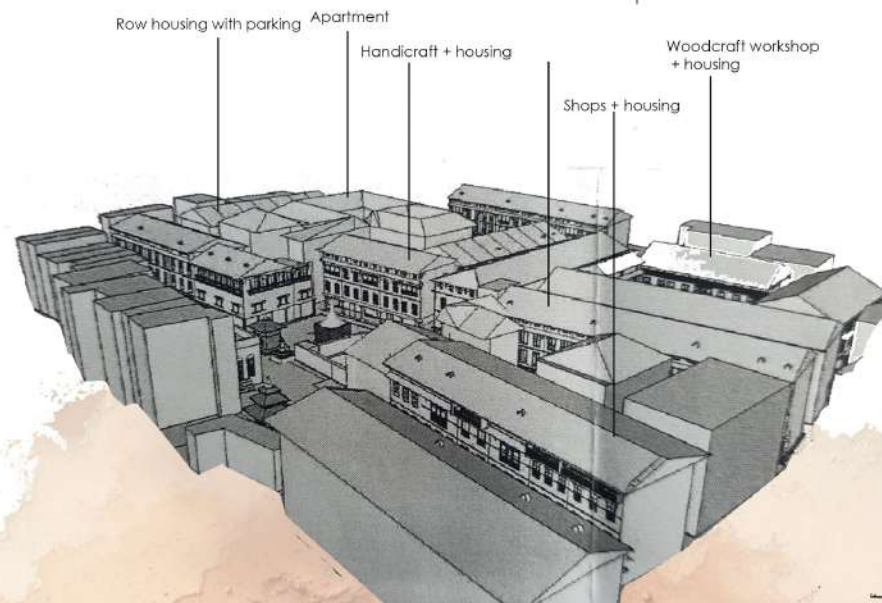 Row housing with parking
Apartment
Handicraft + housing
Shops + housing
Woodcraft workshop
+ housing